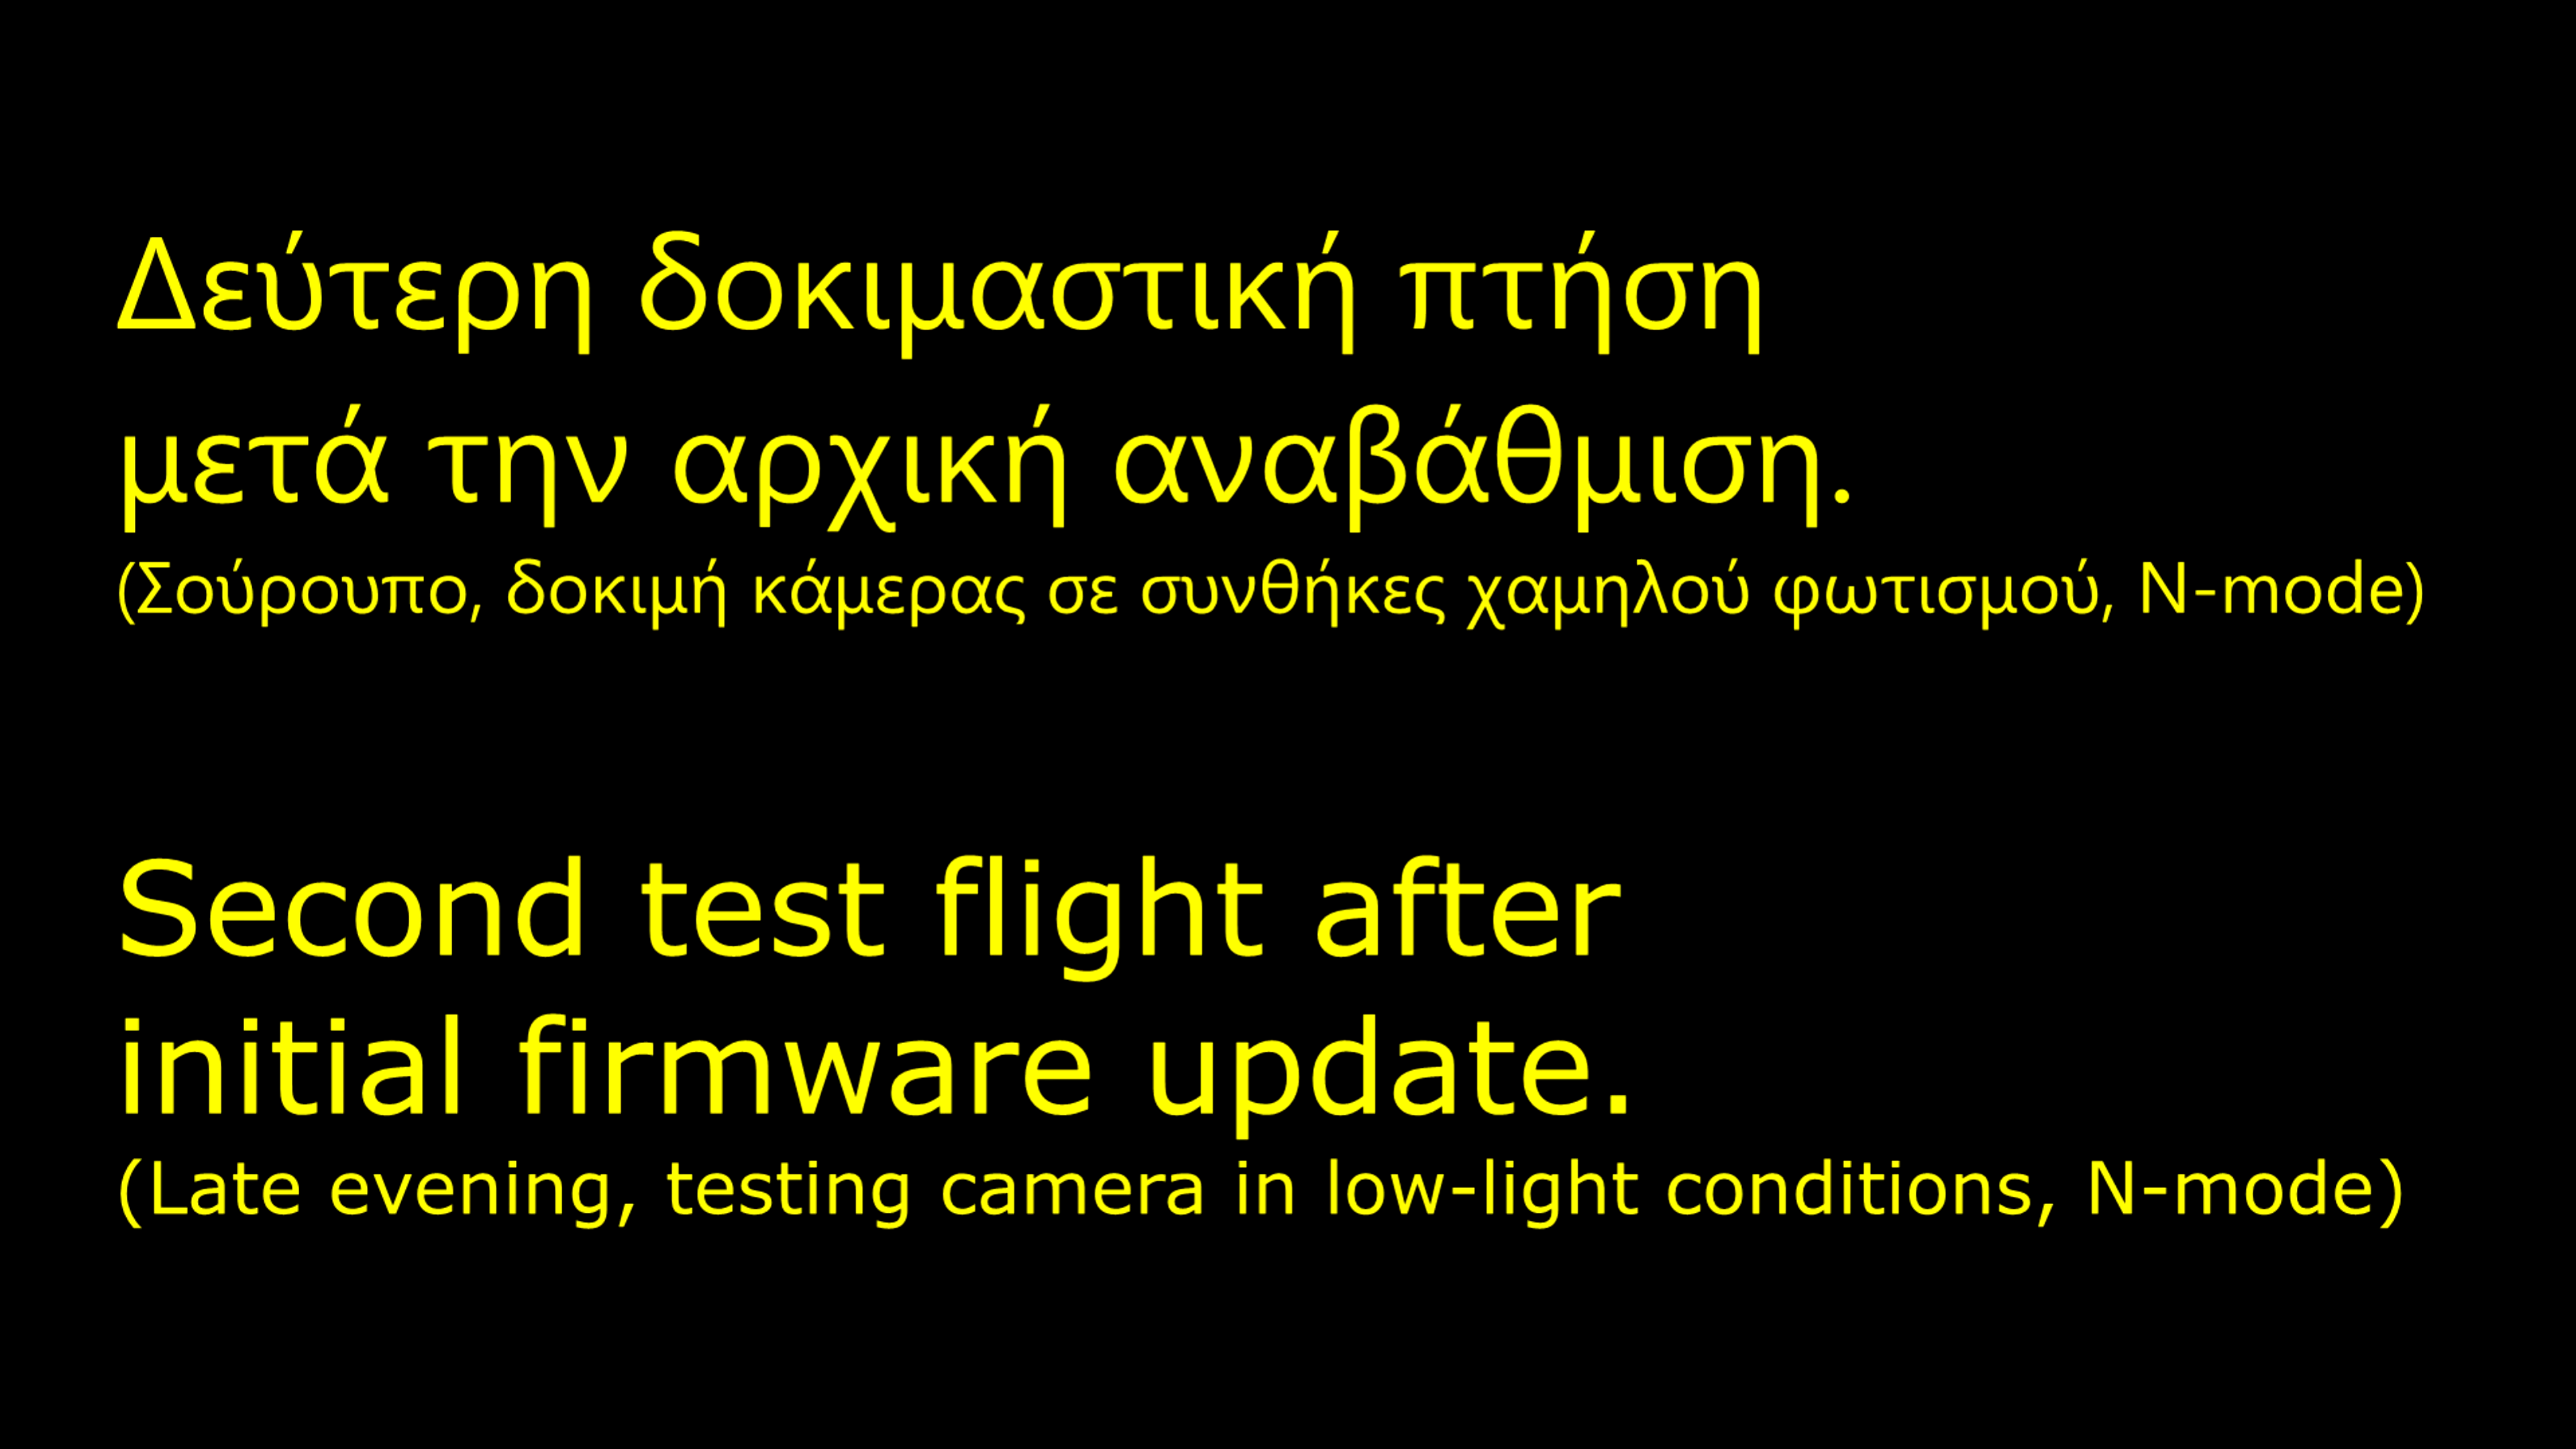 Δεύτερη δοκιμαστική πτήση
μετά την αρχική αναβάθμιση.
(Σούρουπο, δοκιμή κάμερας σε συνθήκες χαμηλού φωτισμού, N-mode)
Second test flight after
initial firmware update.
(Late evening, testing camera in low-light conditions, N-mode)